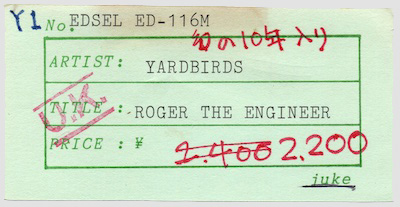 Y1 No. EDSEL ED-116M
幻の10年入り
ARTIST: YARDBIRDS
TITLE: ROGER THE ENGINEER
U.K.
PRICE: ¥ 2.400 2,200
juke